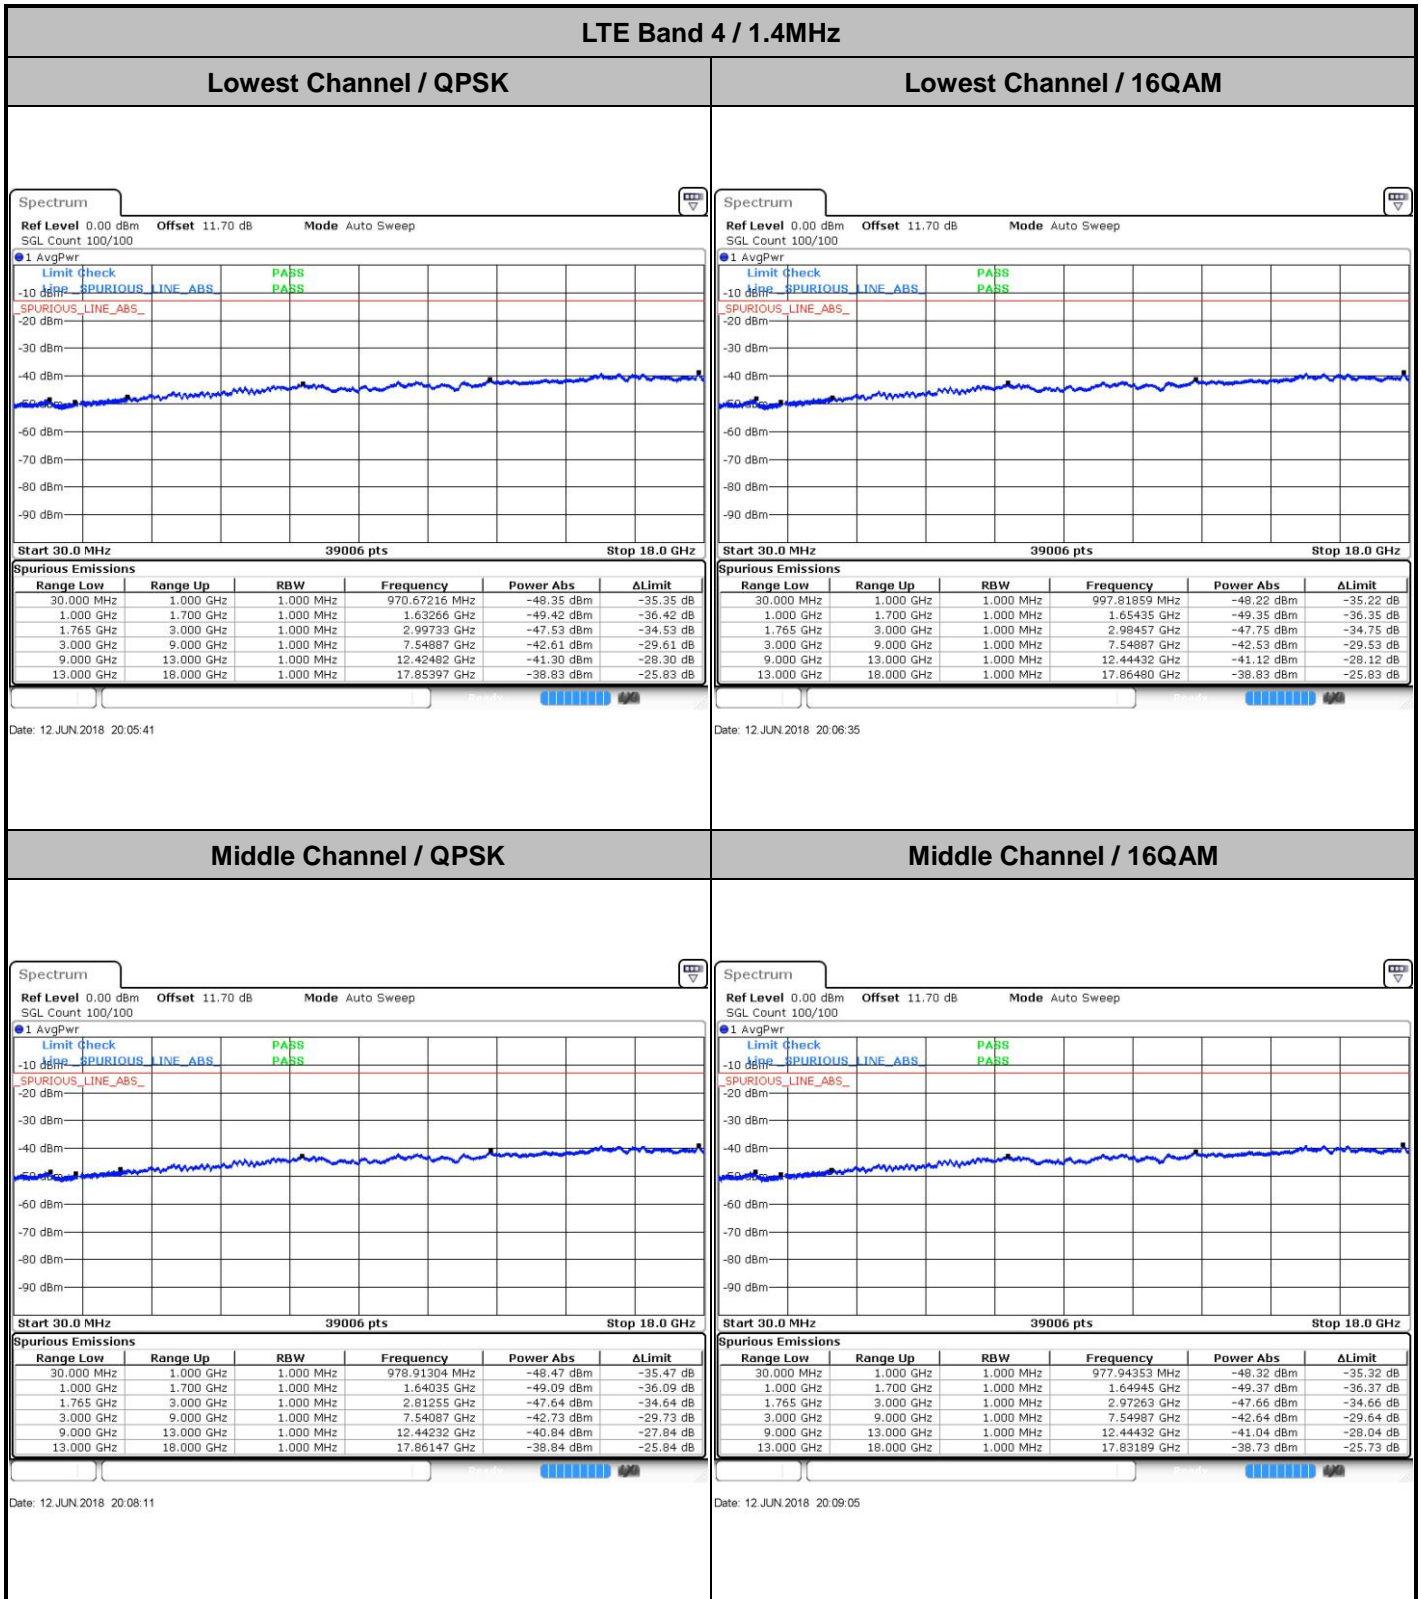 LTE Band 4 / 1.4MHz
Lowest Channel / QPSK
Lowest Channel / 16QAM
Spectrum
Ref Level 0.00 dBm Offset 11.70 dB Mode Auto Sweep
SGL Count 100/100
1 AvgPwr
Limit Check PASS
Line _SPURIOUS_LINE_ABS_ PASS
-10 dBm
_SPURIOUS_LINE_ABS_
-20 dBm
-30 dBm
-40 dBm
-50 dBm
-60 dBm
-70 dBm
-80 dBm
-90 dBm
Start 30.0 MHz 39006 pts Stop 18.0 GHz
Spurious Emissions
Range Low Range Up RBW Frequency Power Abs ΔLimit
30.000 MHz 1.000 GHz 1.000 MHz 970.67216 MHz -48.35 dBm -35.35 dB
1.000 GHz 1.700 GHz 1.000 MHz 1.63266 GHz -49.42 dBm -36.42 dB
1.765 GHz 3.000 GHz 1.000 MHz 2.99733 GHz -47.53 dBm -34.53 dB
3.000 GHz 9.000 GHz 1.000 MHz 7.54887 GHz -42.61 dBm -29.61 dB
9.000 GHz 13.000 GHz 1.000 MHz 12.42482 GHz -41.30 dBm -28.30 dB
13.000 GHz 18.000 GHz 1.000 MHz 17.85397 GHz -38.83 dBm -25.83 dB
Date: 12.JUN.2018 20:05:41
Spectrum
Ref Level 0.00 dBm Offset 11.70 dB Mode Auto Sweep
SGL Count 100/100
1 AvgPwr
Limit Check PASS
Line _SPURIOUS_LINE_ABS_ PASS
-10 dBm
_SPURIOUS_LINE_ABS_
-20 dBm
-30 dBm
-40 dBm
-50 dBm
-60 dBm
-70 dBm
-80 dBm
-90 dBm
Start 30.0 MHz 39006 pts Stop 18.0 GHz
Spurious Emissions
Range Low Range Up RBW Frequency Power Abs ΔLimit
30.000 MHz 1.000 GHz 1.000 MHz 997.81859 MHz -48.22 dBm -35.22 dB
1.000 GHz 1.700 GHz 1.000 MHz 1.65435 GHz -49.35 dBm -36.35 dB
1.765 GHz 3.000 GHz 1.000 MHz 2.98457 GHz -47.75 dBm -34.75 dB
3.000 GHz 9.000 GHz 1.000 MHz 7.54887 GHz -42.53 dBm -29.53 dB
9.000 GHz 13.000 GHz 1.000 MHz 12.44432 GHz -41.12 dBm -28.12 dB
13.000 GHz 18.000 GHz 1.000 MHz 17.86480 GHz -38.83 dBm -25.83 dB
Date: 12.JUN.2018 20:06:35
Middle Channel / QPSK
Middle Channel / 16QAM
Spectrum
Ref Level 0.00 dBm Offset 11.70 dB Mode Auto Sweep
SGL Count 100/100
1 AvgPwr
Limit Check PASS
Line _SPURIOUS_LINE_ABS_ PASS
-10 dBm
_SPURIOUS_LINE_ABS_
-20 dBm
-30 dBm
-40 dBm
-50 dBm
-60 dBm
-70 dBm
-80 dBm
-90 dBm
Start 30.0 MHz 39006 pts Stop 18.0 GHz
Spurious Emissions
Range Low Range Up RBW Frequency Power Abs ΔLimit
30.000 MHz 1.000 GHz 1.000 MHz 978.91304 MHz -48.47 dBm -35.47 dB
1.000 GHz 1.700 GHz 1.000 MHz 1.64035 GHz -49.09 dBm -36.09 dB
1.765 GHz 3.000 GHz 1.000 MHz 2.81255 GHz -47.64 dBm -34.64 dB
3.000 GHz 9.000 GHz 1.000 MHz 7.54087 GHz -42.73 dBm -29.73 dB
9.000 GHz 13.000 GHz 1.000 MHz 12.44232 GHz -40.84 dBm -27.84 dB
13.000 GHz 18.000 GHz 1.000 MHz 17.86147 GHz -38.84 dBm -25.84 dB
Date: 12.JUN.2018 20:08:11
Spectrum
Ref Level 0.00 dBm Offset 11.70 dB Mode Auto Sweep
SGL Count 100/100
1 AvgPwr
Limit Check PASS
Line _SPURIOUS_LINE_ABS_ PASS
-10 dBm
_SPURIOUS_LINE_ABS_
-20 dBm
-30 dBm
-40 dBm
-50 dBm
-60 dBm
-70 dBm
-80 dBm
-90 dBm
Start 30.0 MHz 39006 pts Stop 18.0 GHz
Spurious Emissions
Range Low Range Up RBW Frequency Power Abs ΔLimit
30.000 MHz 1.000 GHz 1.000 MHz 977.94353 MHz -48.32 dBm -35.32 dB
1.000 GHz 1.700 GHz 1.000 MHz 1.64945 GHz -49.37 dBm -36.37 dB
1.765 GHz 3.000 GHz 1.000 MHz 2.97263 GHz -47.66 dBm -34.66 dB
3.000 GHz 9.000 GHz 1.000 MHz 7.54987 GHz -42.64 dBm -29.64 dB
9.000 GHz 13.000 GHz 1.000 MHz 12.44432 GHz -41.04 dBm -28.04 dB
13.000 GHz 18.000 GHz 1.000 MHz 17.83189 GHz -38.73 dBm -25.73 dB
Date: 12.JUN.2018 20:09:05